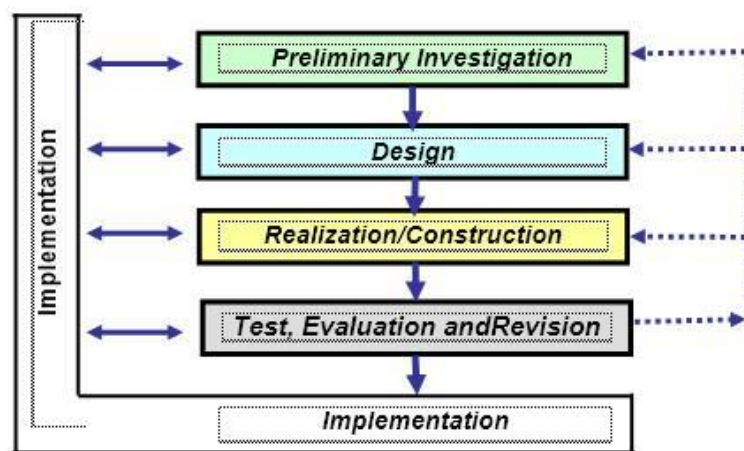 Implementation
Preliminary Investigation
Design
Realization/Construction
Test, Evaluation andRevision
Implementation